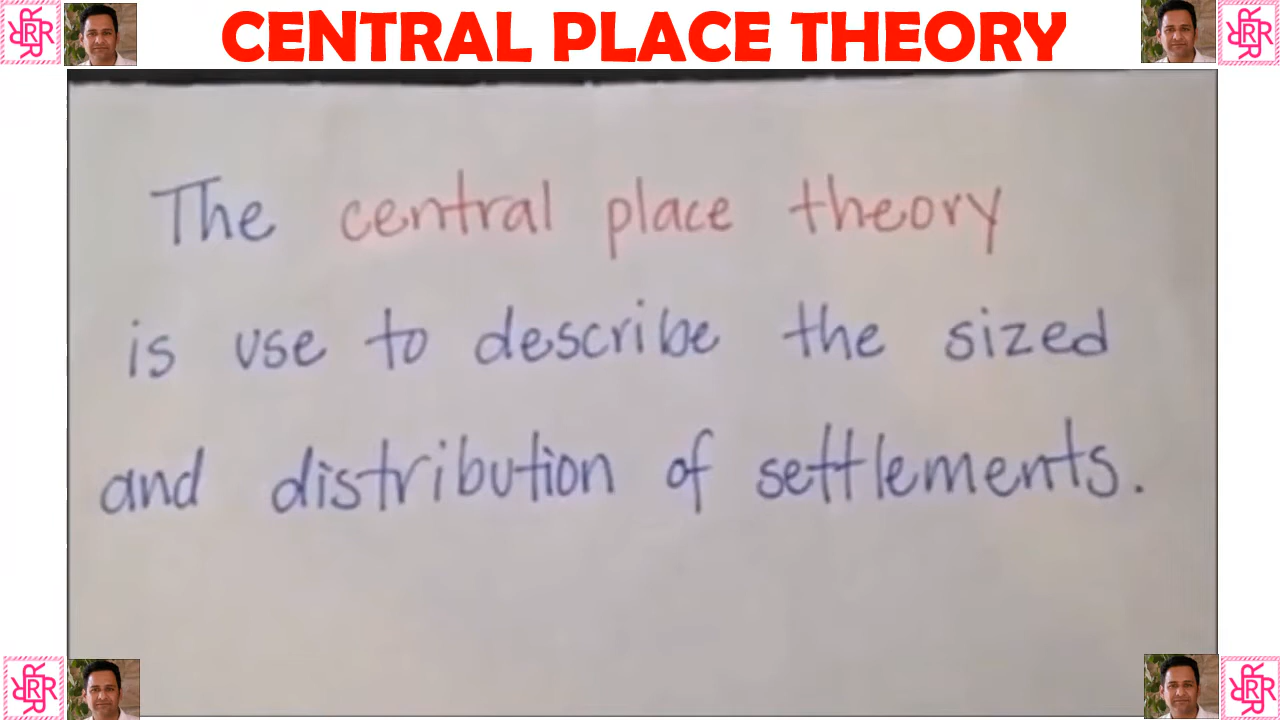 CENTRAL PLACE THEORY
The central place theory
is use to describe the sized
and distribution of settlements.